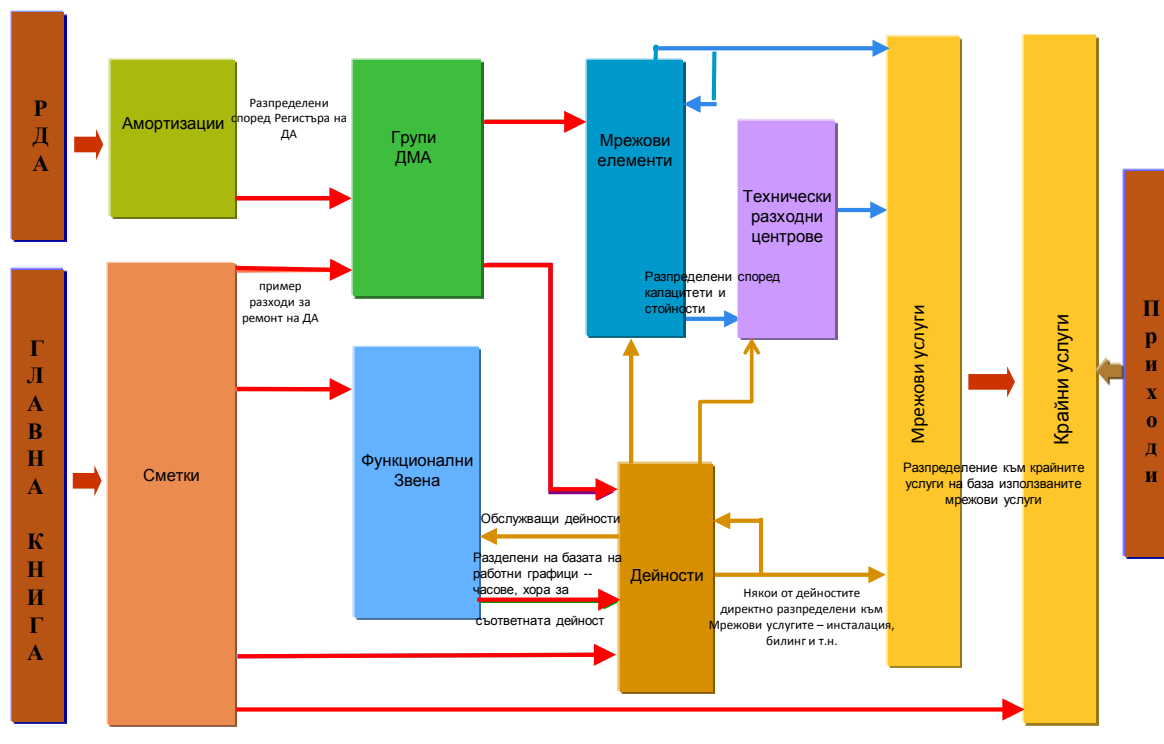 Р
Д
А
Г
Л
А
В
Н
А
К
Н
И
Г
А
Амортизации
Разпределени
според Регистъра на
ДА
Групи
ДМА
Мрежови
елементи
Технически
разходни
центрове
Разпределени според
капацитети и
стойности
пример
разходи за
ремонт на ДА
Сметки
Функционални
Звена
Обслужващи дейности
Разделени на базата на
работни графици --
часове, хора за
съответната дейност
Дейности
Някои от дейностите
директно разпределени към
Мрежови услугите – инсталация,
билинг и т.н.
Мрежови услуги
Крайни услуги
Разпределение към крайните
услуги на база използваните
мрежови услуги
П
р
и
х
о
д
и